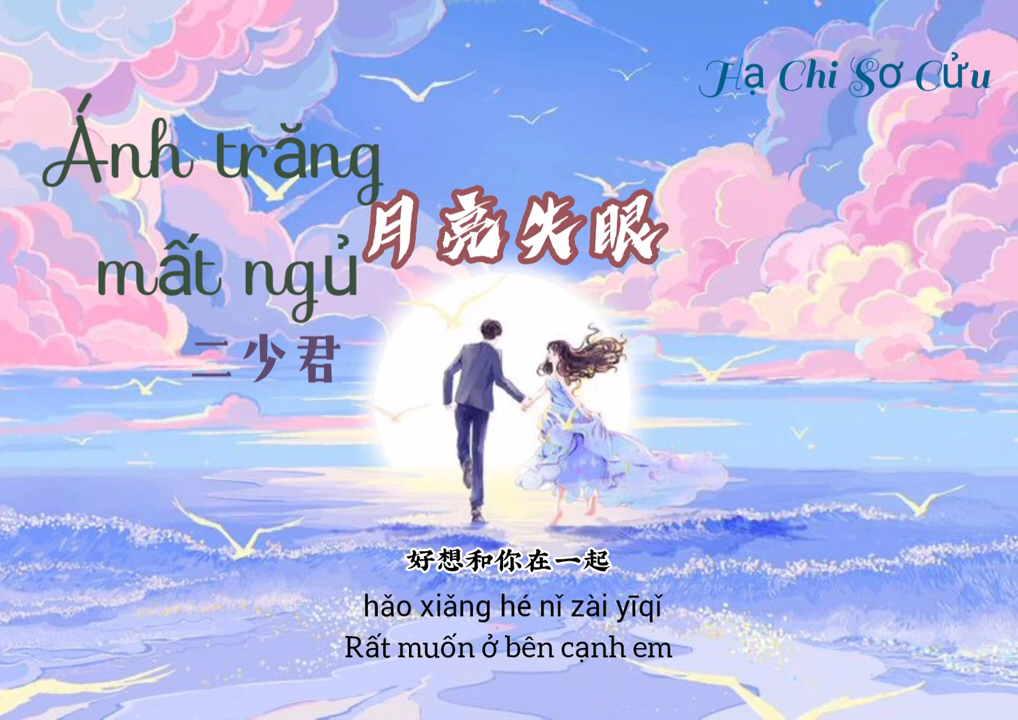 Hạ Chi Sơ Cửu
Ánh trăng
mất ngủ
月亮失眠
二少君
好想和你在一起
hǎo xiǎng hé nǐ zài yīqǐ
Rất muốn ở bên cạnh em